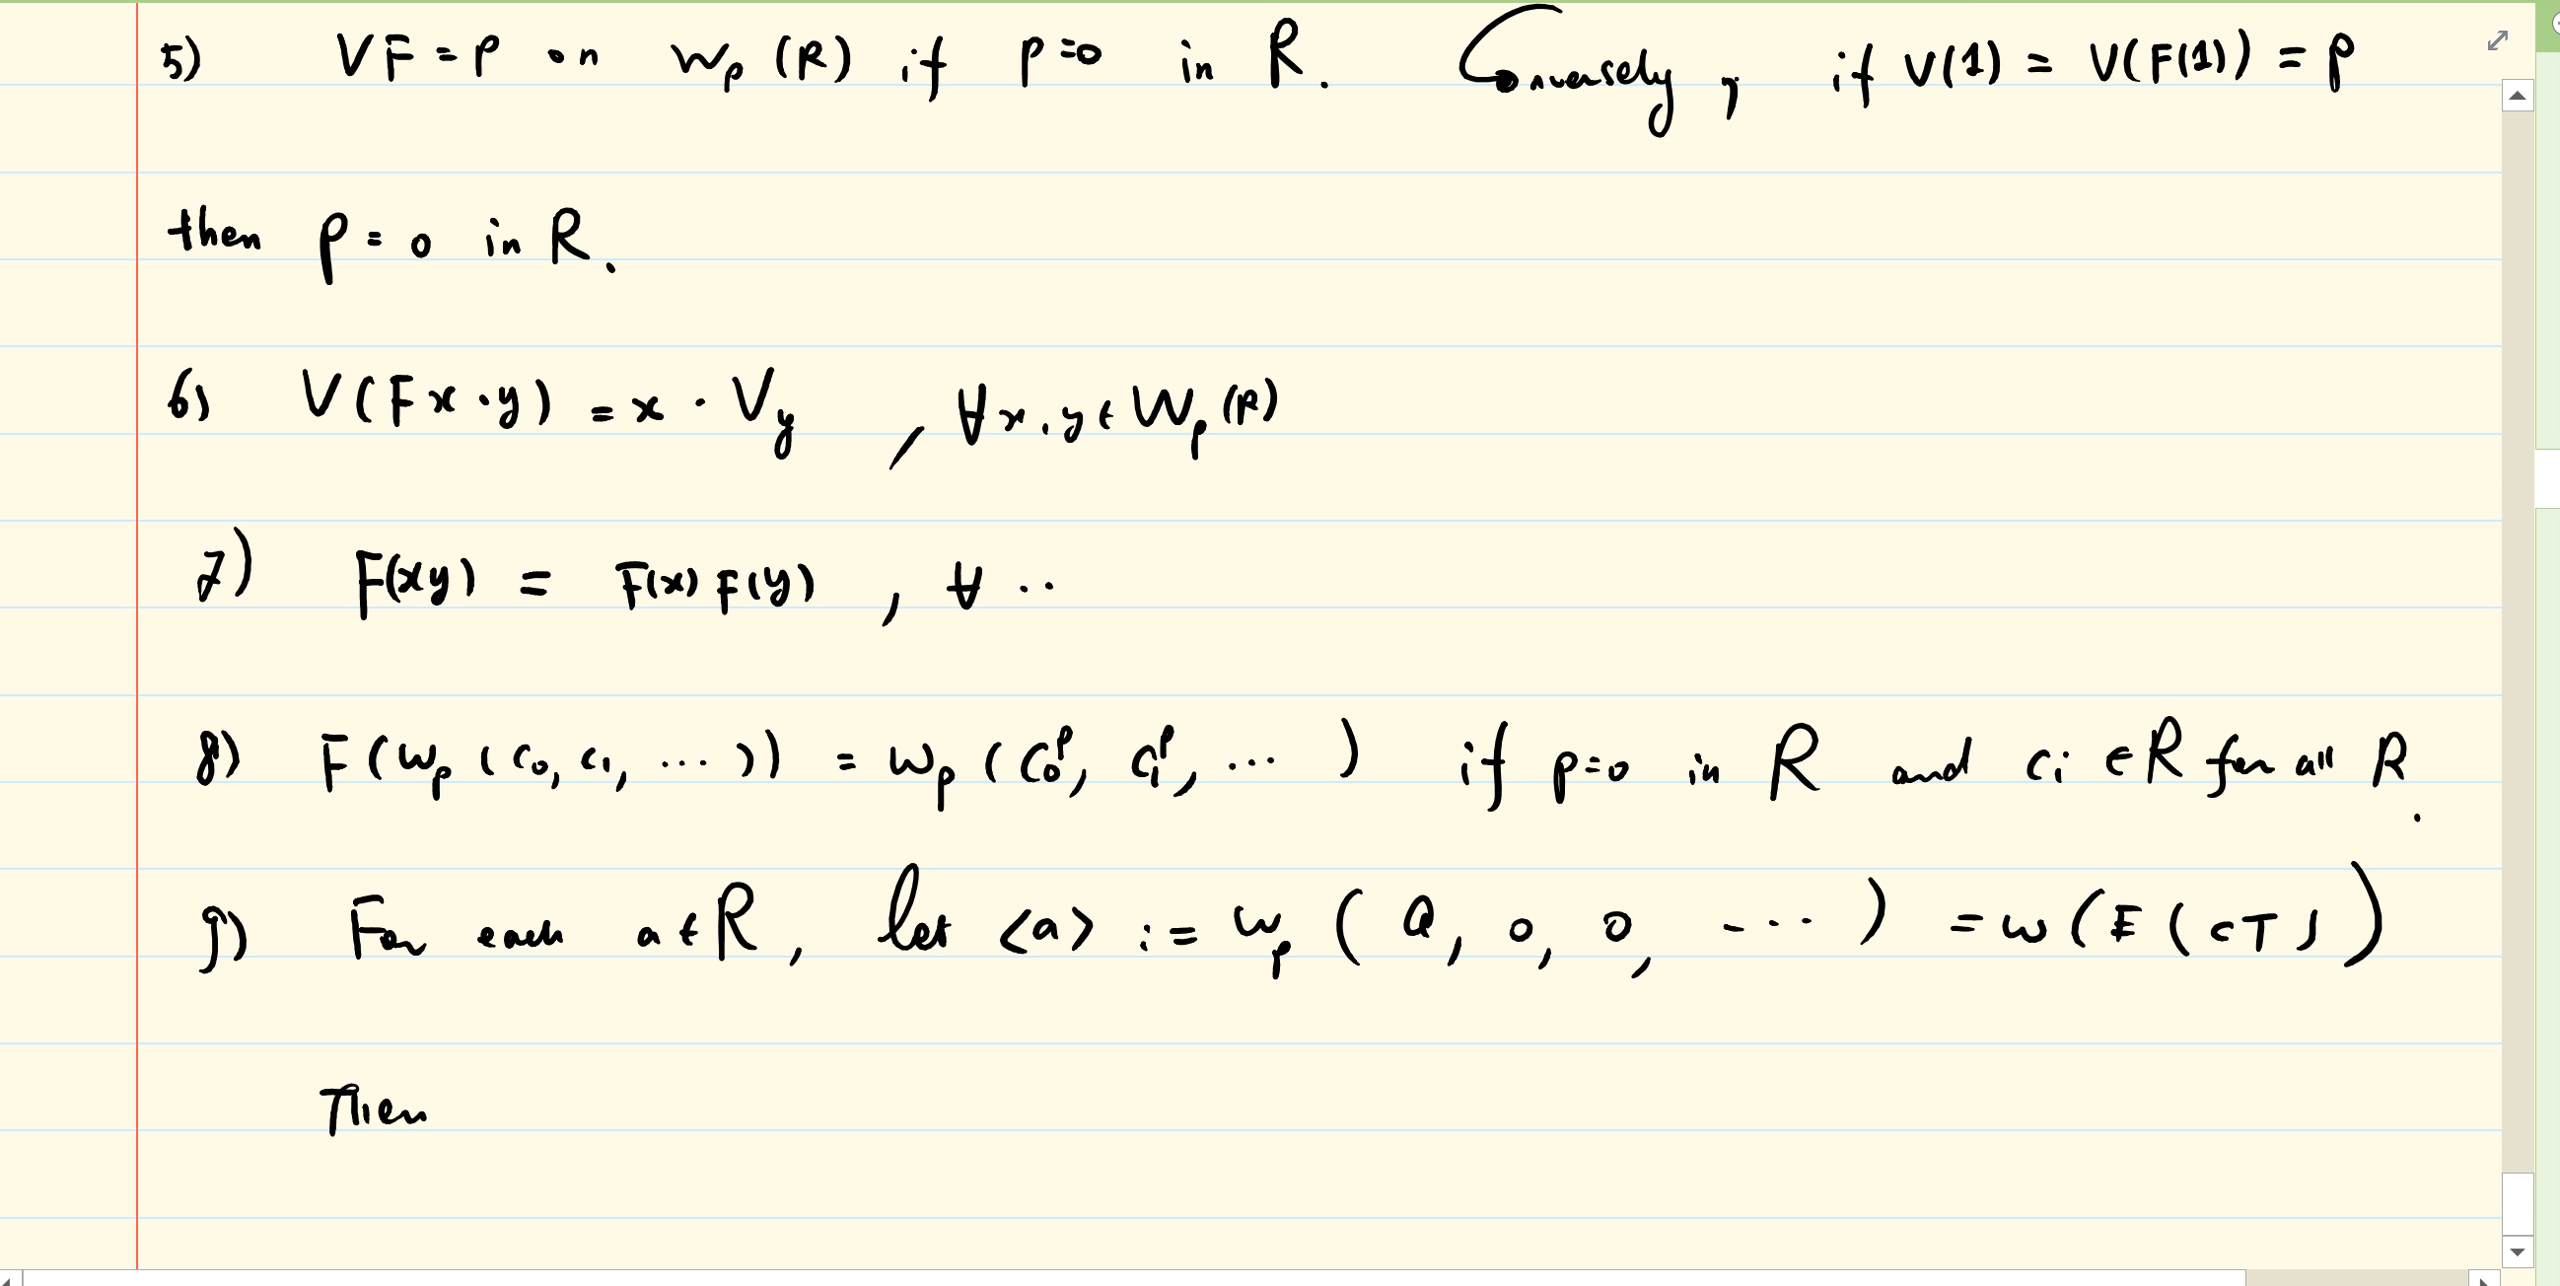 5) VF = p on W_p (R) if p=0 in R. Conversely, if V(1) = V(F(1)) = p
then p = 0 in R.
6) V(Fx·y) = x · Vy , ∀x,y ∈ W_p(R)
7) F(xy) = F(x) F(y) , ∀ ..
8) F(w_p(c_0, c_1, ...)) = w_p(c_0^p, c_1^p, ...) if p=0 in R and c_i ∈ R for all R.
9) For each a ∈ R, let <a> := w_p (a, 0, 0, ...) = w(E(cT))
Then